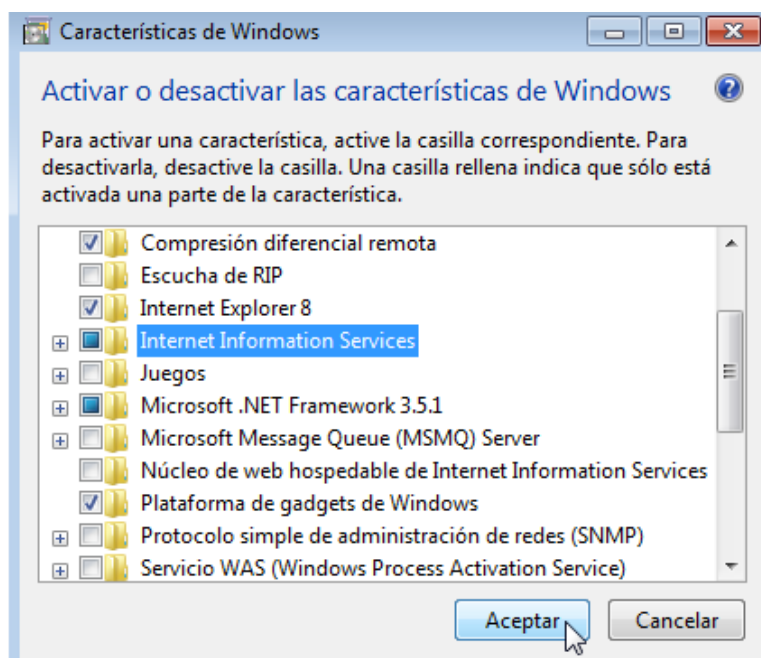 Características de Windows
Activar o desactivar las características de Windows
Para activar una característica, active la casilla correspondiente. Para
desactivarla, desactive la casilla. Una casilla rellena indica que sólo está
activada una parte de la característica.
Compresión diferencial remota
Escucha de RIP
Internet Explorer 8
Internet Information Services
Juegos
Microsoft .NET Framework 3.5.1
Microsoft Message Queue (MSMQ) Server
Núcleo de web hospedable de Internet Information Services
Plataforma de gadgets de Windows
Protocolo simple de administración de redes (SNMP)
Servicio WAS (Windows Process Activation Service)
Aceptar Cancelar